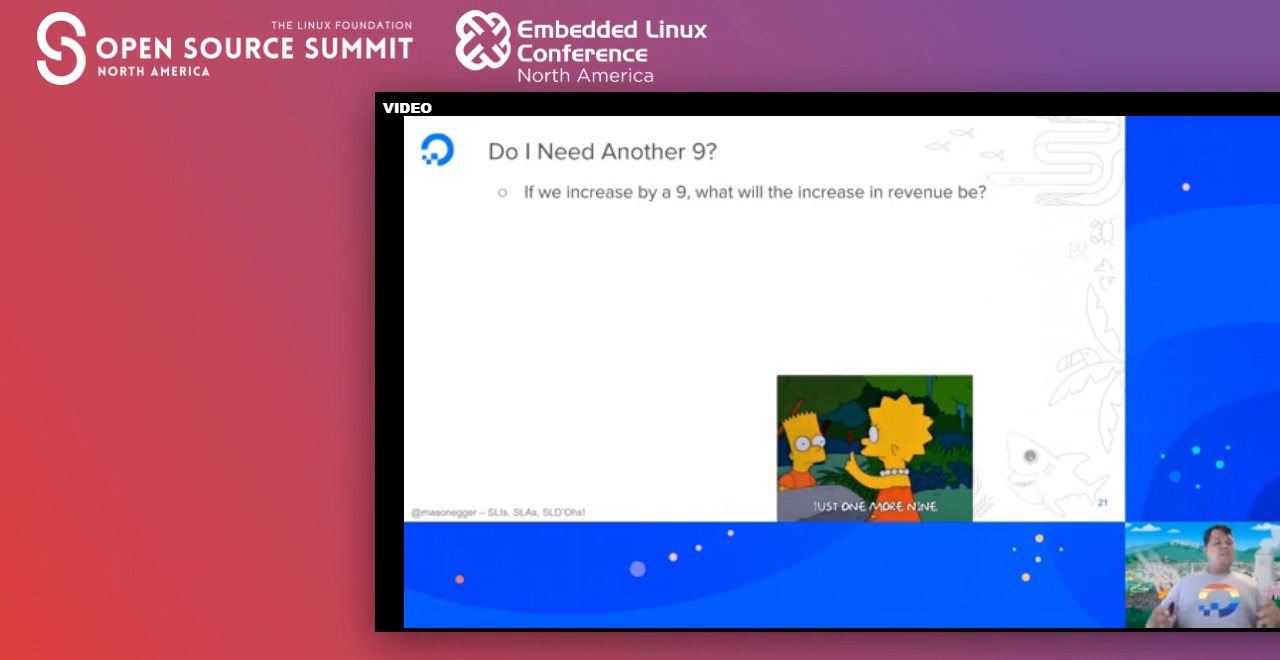 THE LINUX FOUNDATION
OPEN SOURCE SUMMIT
NORTH AMERICA
Embedded Linux
Conference
North America
VIDEO
Do I Need Another 9?
If we increase by a 9, what will the increase in revenue be?
JUST ONE MORE NINE
@masonegger – SLIs, SLAs, SLD'Ohs!
21